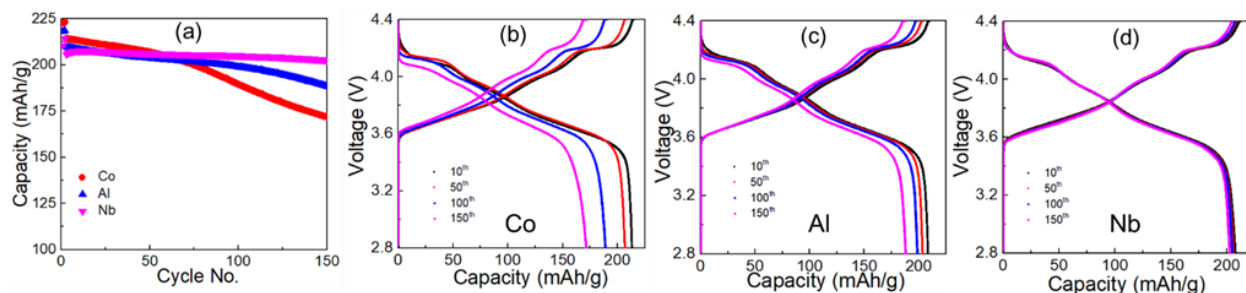 (a)
225
200
175
150
125
100
0
50
100
150
Capacity (mAh/g)
Cycle No.
Co
Al
Nb
(b)
4.4
4.0
3.6
3.2
2.8
0
50
100
150
200
Voltage (V)
Capacity (mAh/g)
10th
50th
100th
150th
Co
(c)
4.4
4.0
3.6
3.2
2.8
0
50
100
150
200
Voltage (V)
Capacity (mAh/g)
10th
50th
100th
150th
Al
(d)
4.4
4.0
3.6
3.2
2.8
0
50
100
150
200
Voltage (V)
Capacity (mAh/g)
10th
50th
100th
150th
Nb